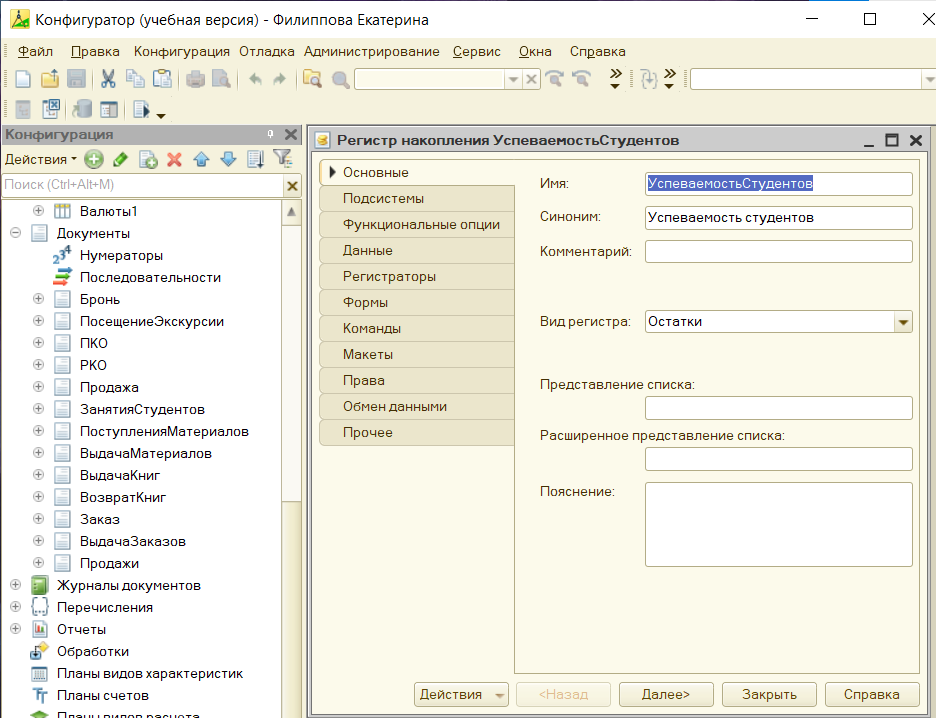 Конфигуратор (учебная версия) - Филиппова Екатерина
Файл Правка Конфигурация Отладка Администрирование Сервис Окна Справка
Конфигурация
Действия
Поиск (Ctrl+Alt+M)
Валюты1
Документы
Нумераторы
Последовательности
Бронь
ПосещениеЭкскурсии
ПКО
РКО
Продажа
ЗанятияСтудентов
ПоступленияМатериалов
ВыдачаМатериалов
ВыдачаКниг
ВозвратКниг
Заказ
ВыдачаЗаказов
Продажи
Журналы документов
Перечисления
Отчеты
Обработки
Планы видов характеристик
Планы счетов
Планы видов расчета
Регистр накопления УспеваемостьСтудентов
Основные
Подсистемы
Функциональные опции
Данные
Регистраторы
Формы
Команды
Макеты
Права
Обмен данными
Прочее
Имя: УспеваемостьСтудентов
Синоним: Успеваемость студентов
Комментарий:
Вид регистра: Остатки
Представление списка:
Расширенное представление списка:
Пояснение:
Действия <Назад Далее> Закрыть Справка